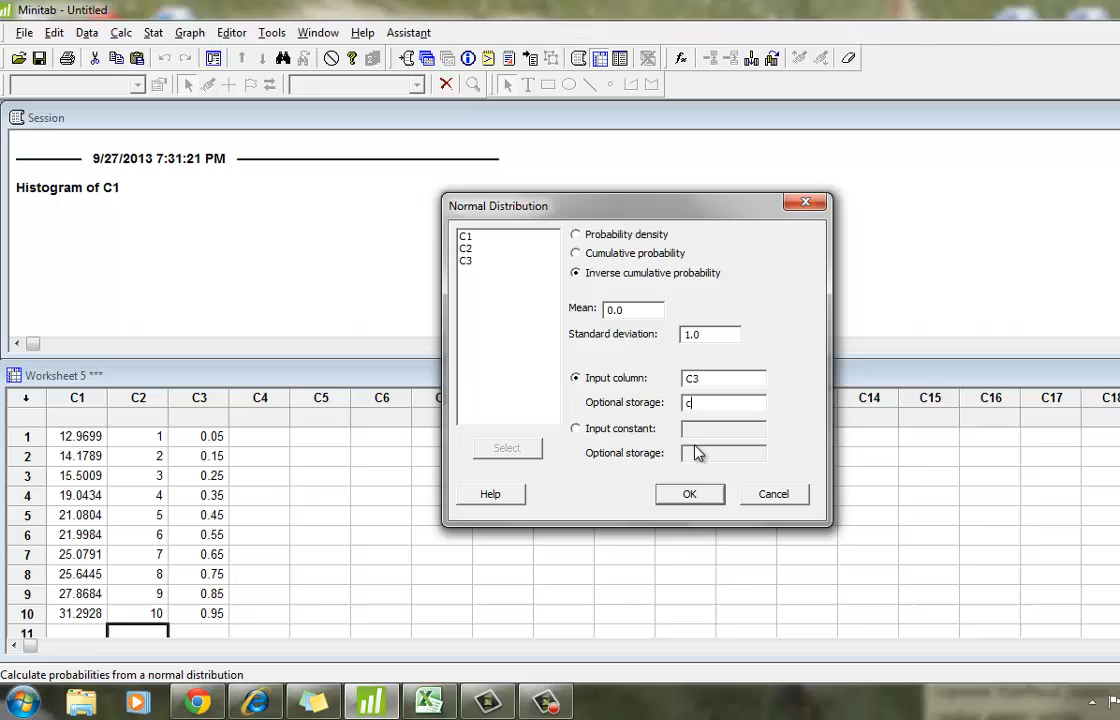 Minitab - Untitled
File Edit Data Calc Stat Graph Editor Tools Window Help Assistant
Session
9/27/2013 7:31:21 PM
Histogram of C1
Normal Distribution
C1
C2
C3
Probability density
Cumulative probability
Inverse cumulative probability
Mean: 0.0
Standard deviation: 1.0
Input column: C3
Optional storage: c
Input constant:
Optional storage:
Select
Help OK Cancel
Worksheet 5 ***
C1 C2 C3 C4 C5 C6 C14 C15 C16 C17 C18
1 12.9699 1 0.05
2 14.1789 2 0.15
3 15.5009 3 0.25
4 19.0434 4 0.35
5 21.0804 5 0.45
6 21.9984 6 0.55
7 25.0791 7 0.65
8 25.6445 8 0.75
9 27.8684 9 0.85
10 31.2928 10 0.95
11
Calculate probabilities from a normal distribution